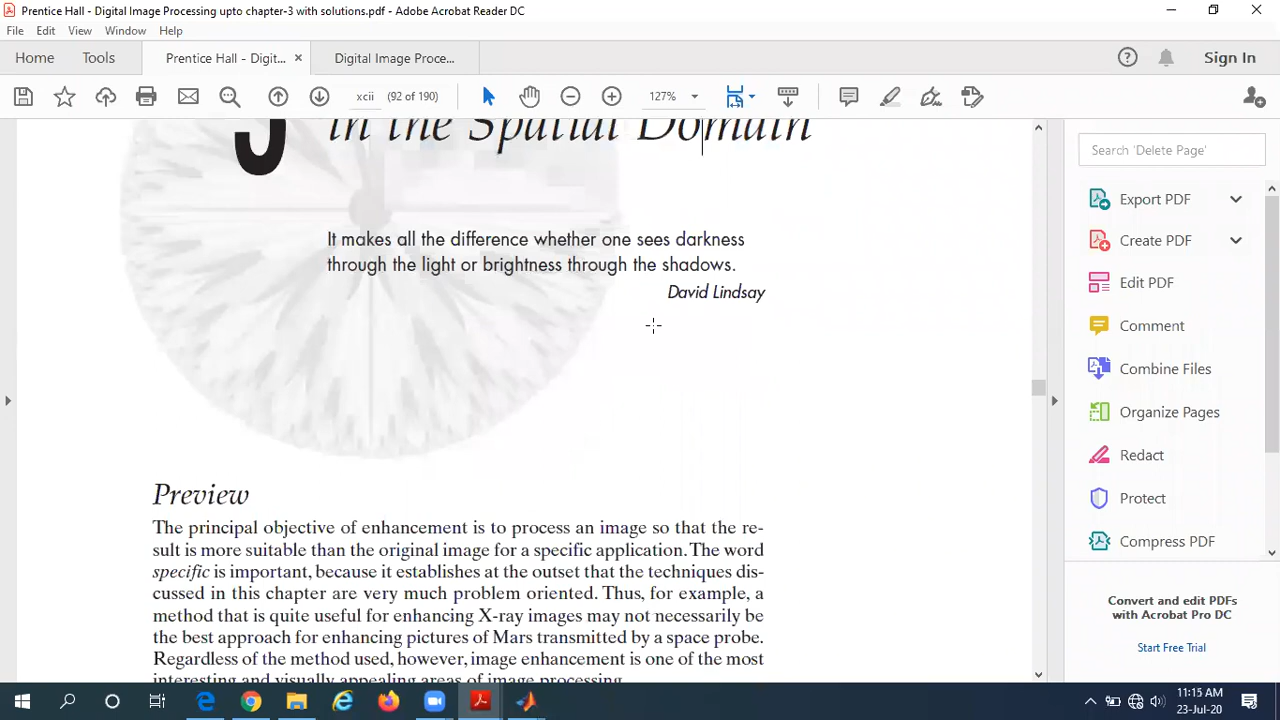 Prentice Hall - Digital Image Processing upto chapter-3 with solutions.pdf - Adobe Acrobat Reader DC
File Edit View Window Help
Home Tools Prentice Hall - Digit... × Digital Image Proce... Sign In
xcii (92 of 190) 127%
3 in the Spatial Domain
It makes all the difference whether one sees darkness
through the light or brightness through the shadows.
David Lindsay
Preview
The principal objective of enhancement is to process an image so that the re-
sult is more suitable than the original image for a specific application. The word
specific is important, because it establishes at the outset that the techniques dis-
cussed in this chapter are very much problem oriented. Thus, for example, a
method that is quite useful for enhancing X-ray images may not necessarily be
the best approach for enhancing pictures of Mars transmitted by a space probe.
Regardless of the method used, however, image enhancement is one of the most
interesting and visually appealing areas of image processing.
Search 'Delete Page'
Export PDF
Create PDF
Edit PDF
Comment
Combine Files
Organize Pages
Redact
Protect
Compress PDF
Convert and edit PDFs
with Acrobat Pro DC
Start Free Trial
11:15 AM
23-Jul-20